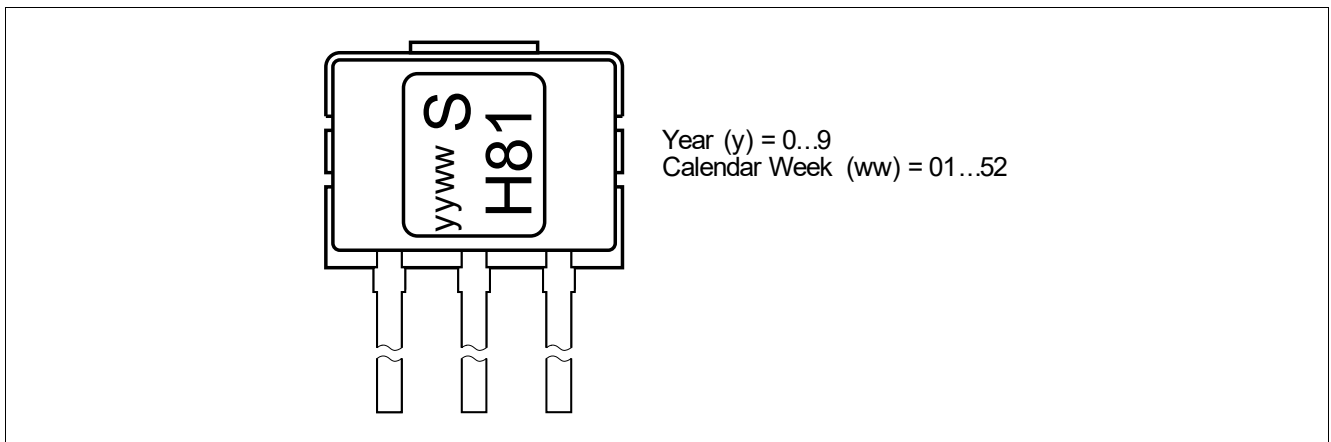 yyww S
H81
Year (y) = 0...9
Calendar Week (ww) = 01...52